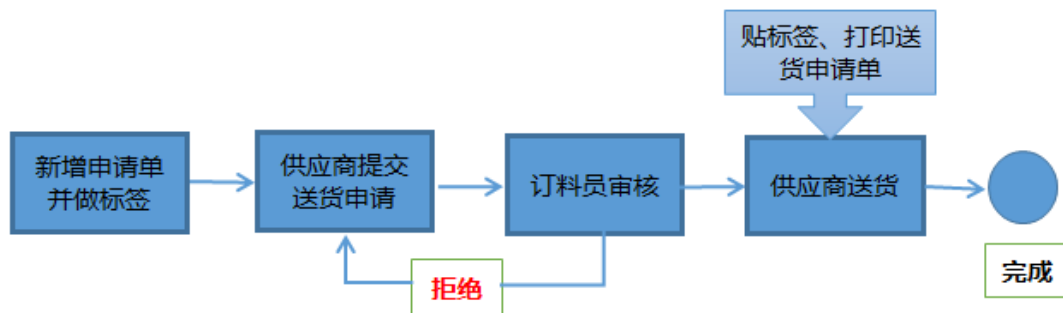 贴标签、打印送
货申请单
新增申请单
并做标签
供应商提交
送货申请
订料员审核
供应商送货
拒绝
完成